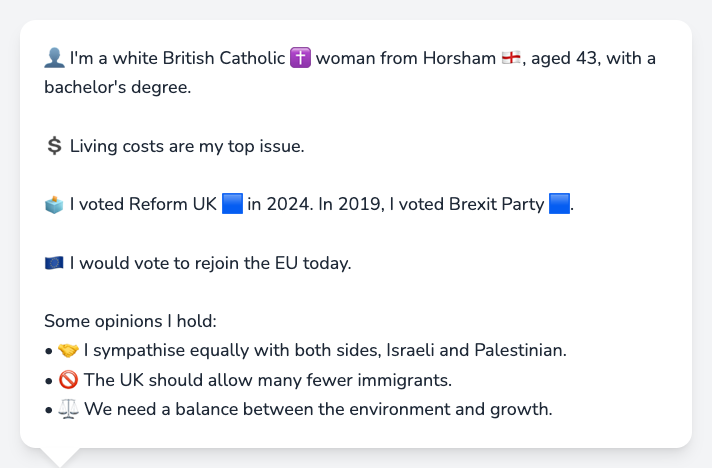 👤 I'm a white British Catholic ✝️ woman from Horsham 🏴󠁧󠁢󠁥󠁮󠁧󠁿, aged 43, with a
bachelor's degree.
💲 Living costs are my top issue.
🗳️ I voted Reform UK 🟦 in 2024. In 2019, I voted Brexit Party 🟦.
🇪🇺 I would vote to rejoin the EU today.
Some opinions I hold:
• 🤝 I sympathise equally with both sides, Israeli and Palestinian.
• 🚫 The UK should allow many fewer immigrants.
• ⚖️ We need a balance between the environment and growth.